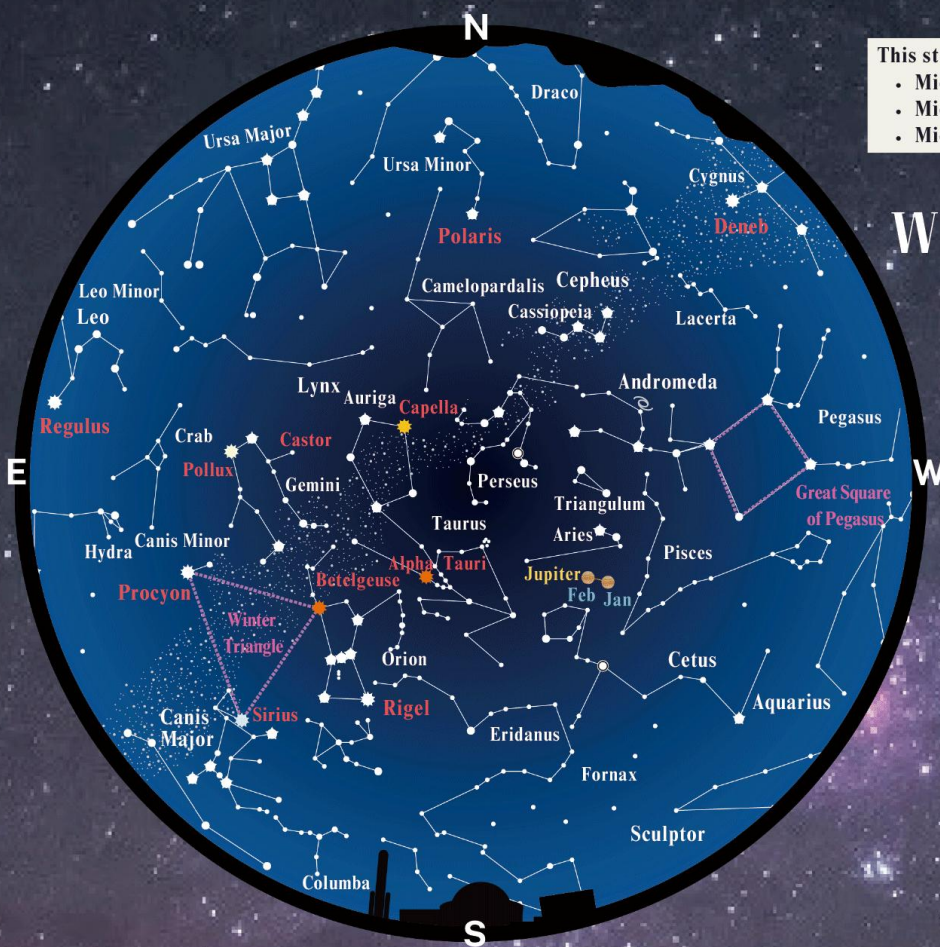 N
This st
• Mi
• Mi
• Mi
W
Draco
Ursa Major
Ursa Minor
Cygnus
Deneb
Polaris
Cepheus
Camelopardalis
Leo Minor
Cassiopeia
Lacerta
Leo
Lynx
Andromeda
Auriga
Capella
Regulus
Pegasus
Crab
Castor
Pollux
E
W
Gemini
Perseus
Great Square
of Pegasus
Triangulum
Taurus
Aries
Hydra
Canis Minor
Pisces
Alpha Tauri
Betelgeuse
Jupiter
Feb
Jan
Procyon
Winter
Triangle
Orion
Cetus
Rigel
Sirius
Aquarius
Canis
Major
Eridanus
Fornax
Sculptor
Columba
S